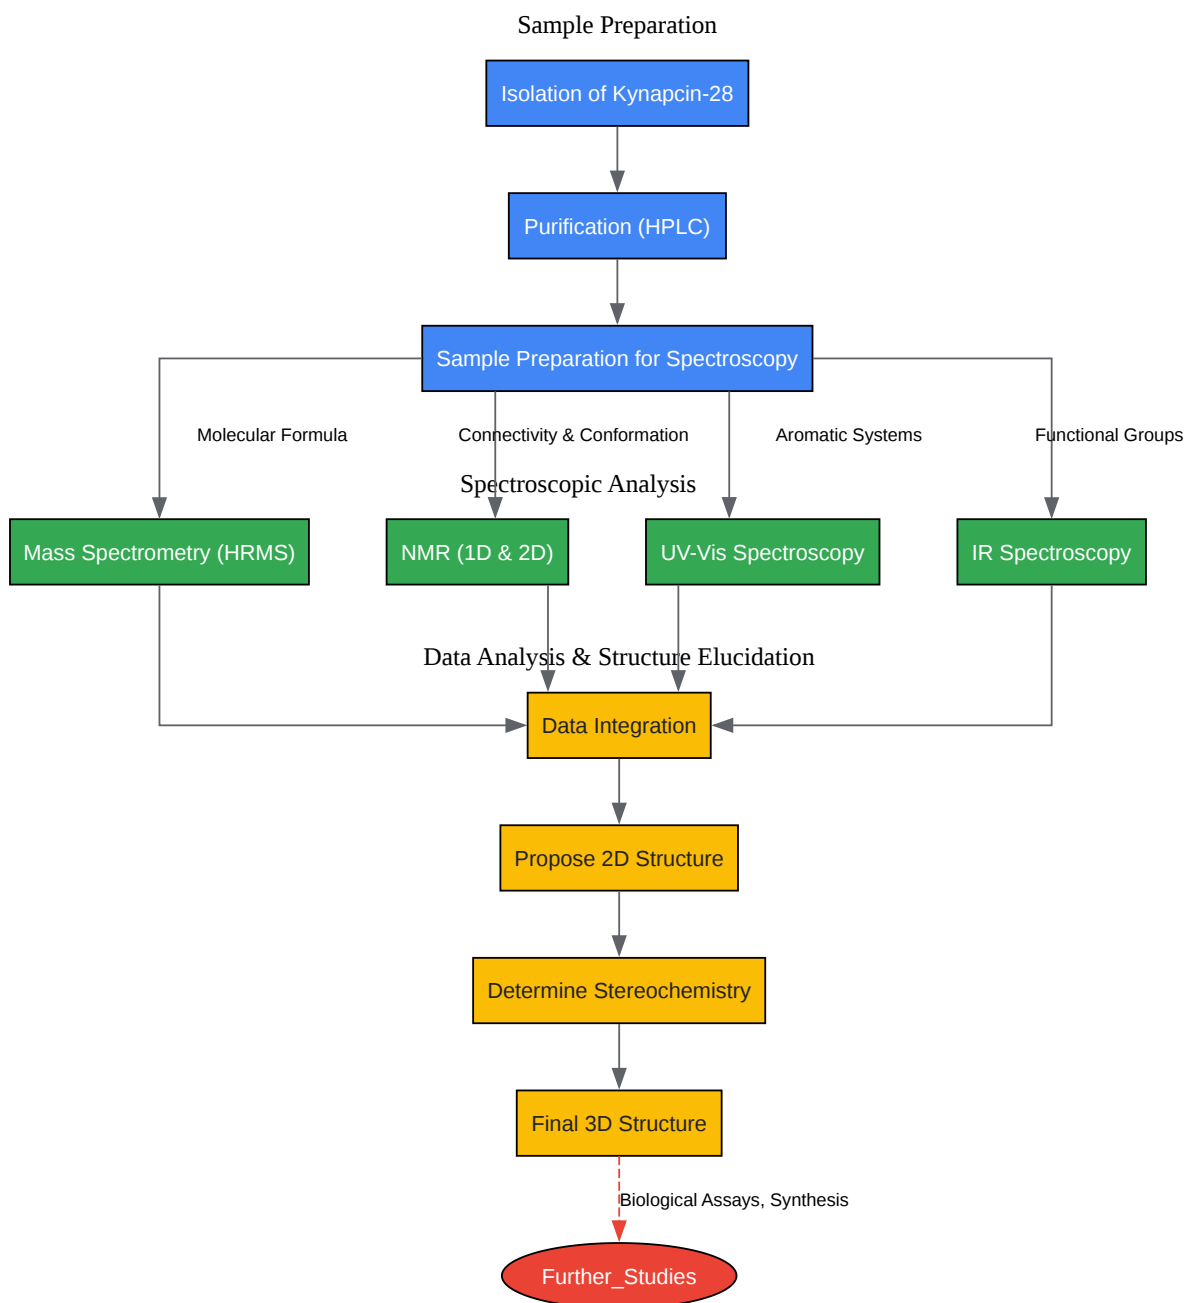 Sample Preparation
Isolation of Kynapcin-28
Purification (HPLC)
Sample Preparation for Spectroscopy
Molecular Formula
Connectivity & Conformation
Aromatic Systems
Functional Groups
Spectroscopic Analysis
Mass Spectrometry (HRMS)
NMR (1D & 2D)
UV-Vis Spectroscopy
IR Spectroscopy
Data Analysis & Structure Elucidation
Data Integration
Propose 2D Structure
Determine Stereochemistry
Final 3D Structure
Biological Assays, Synthesis
Further_Studies